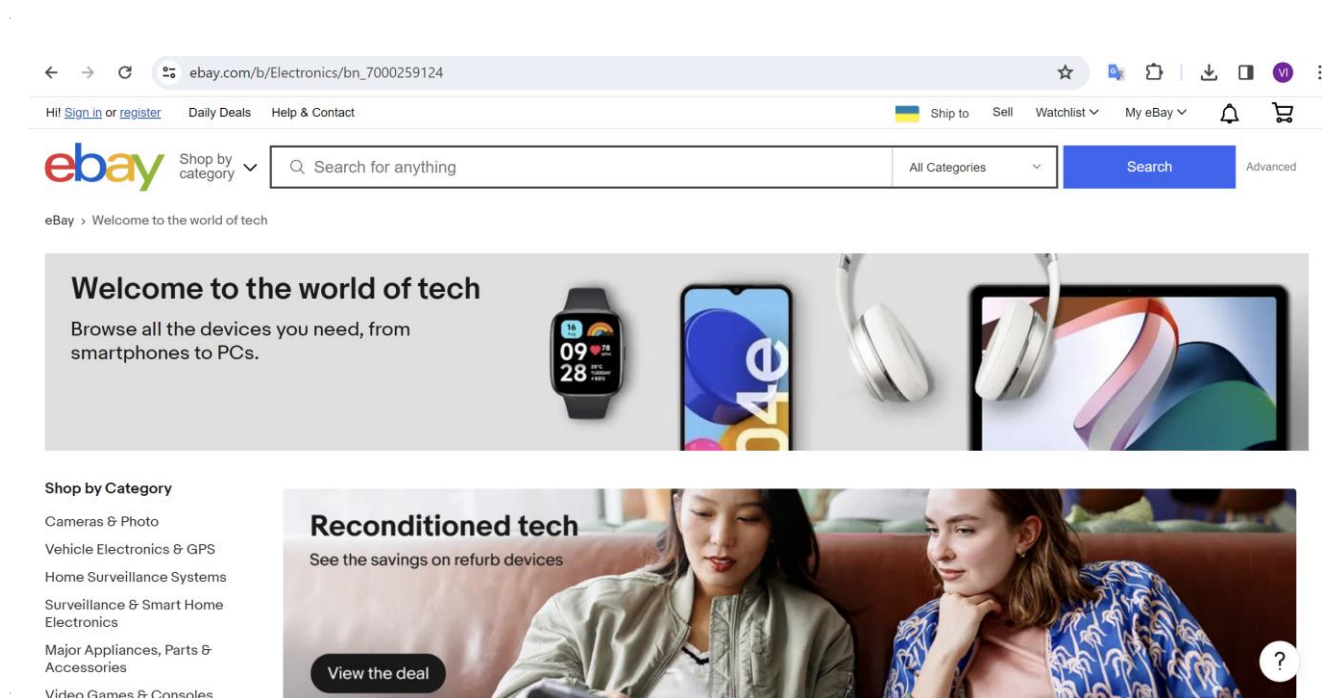 ebay.com/b/Electronics/bn_7000259124
VI
Hi! Sign in or register Daily Deals Help & Contact Ship to Sell Watchlist My eBay
ebay Shop by category Search for anything All Categories Search Advanced
eBay > Welcome to the world of tech
Welcome to the world of tech
Browse all the devices you need, from
smartphones to PCs.
16
09 78
28
TUESDAY
04e
Shop by Category
Cameras & Photo
Vehicle Electronics & GPS
Home Surveillance Systems
Surveillance & Smart Home
Electronics
Major Appliances, Parts &
Accessories
Video Games & Consoles
Reconditioned tech
See the savings on refurb devices
View the deal
?